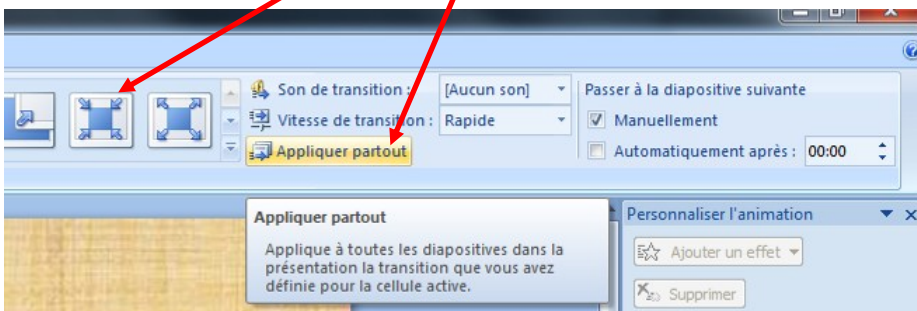 Son de transition : [Aucun son] Passer à la diapositive suivante
Vitesse de transition : Rapide Manuellement
Appliquer partout Automatiquement après : 00:00
Appliquer partout
Applique à toutes les diapositives dans la
présentation la transition que vous avez
définie pour la cellule active.
Personnaliser l'animation
Ajouter un effet
Supprimer